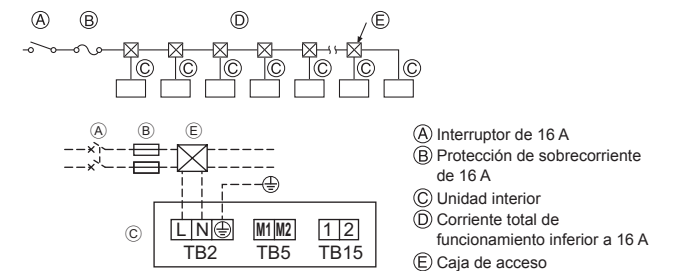 Ⓐ Ⓑ Ⓓ Ⓔ
Ⓒ Ⓒ Ⓒ Ⓒ Ⓒ Ⓒ Ⓒ
Ⓐ Ⓑ Ⓔ
Ⓒ
L N
TB2
M1 M2
TB5
1 2
TB15
Ⓐ Interruptor de 16 A
Ⓑ Protección de sobrecorriente
de 16 A
Ⓒ Unidad interior
Ⓓ Corriente total de
funcionamiento inferior a 16 A
Ⓔ Caja de acceso